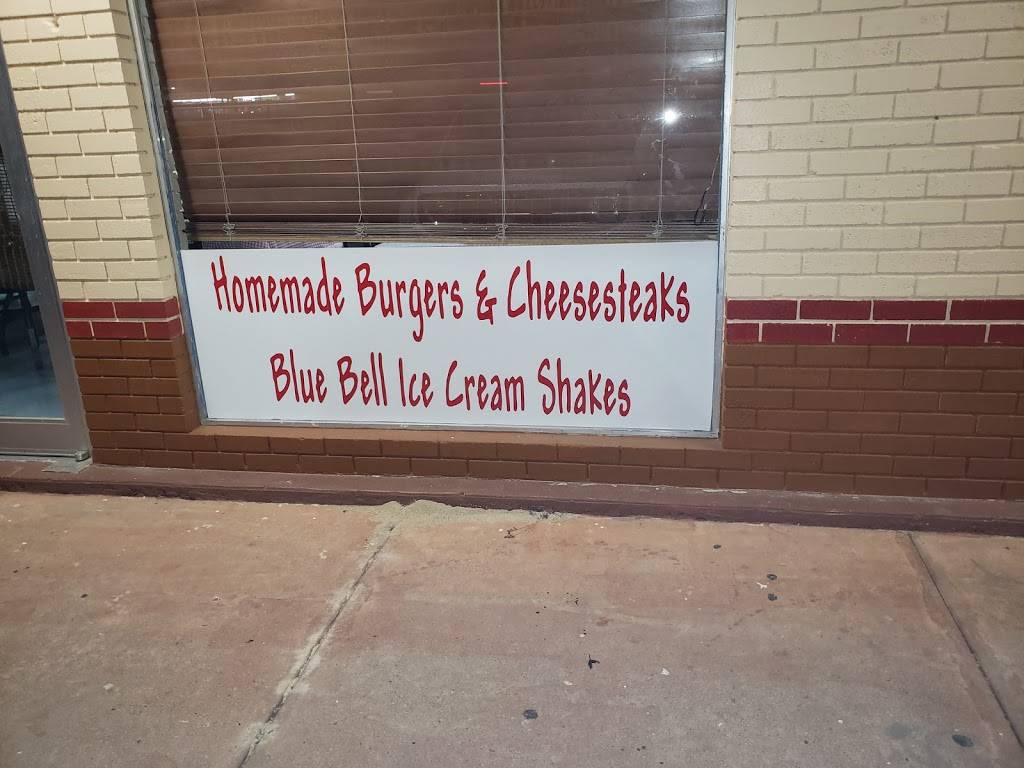 Homemade Burgers & Cheesesteaks
Blue Bell Ice Cream Shakes